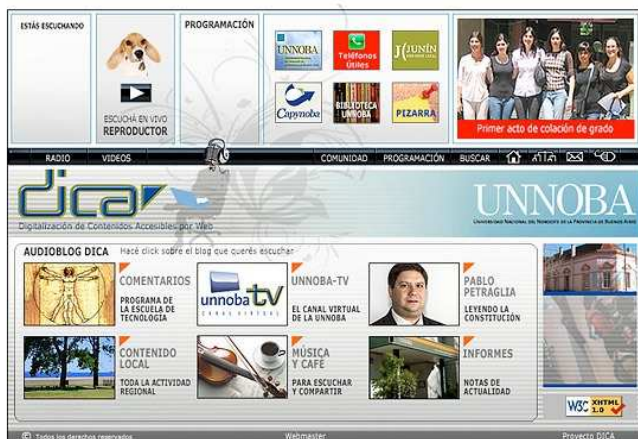 ESTÁS ESCUCHANDO
ESCUCHÁ EN VIVO
REPRODUCTOR
PROGRAMACIÓN
UNNOBA
Teléfonos
Útiles
JUNÍN
Capynoba
BIBLIOTECA
UNNOBA
PIZARRA
Primer acto de colación de grado
RADIO VIDEOS COMUNIDAD PROGRAMACIÓN BUSCAR
dica
Digitalización de Contenidos Accesibles por Web
UNNOBA
Universidad Nacional del Noroeste de la Provincia de Buenos Aires
AUDIOBLOG DICA Hacé click sobre el blog que querés escuchar
COMENTARIOS
PROGRAMA DE
LA ESCUELA DE
TECNOLOGÍA
unnoba tv
CANAL VIRTUAL
UNNOBA-TV
EL CANAL VIRTUAL
DE LA UNNOBA
PABLO
PETRAGLIA
LEYENDO LA
CONSTITUCIÓN
CONTENIDO
LOCAL
TODA LA ACTIVIDAD
REGIONAL
MÚSICA
Y CAFÉ
PARA ESCUCHAR
Y COMPARTIR
INFORMES
NOTAS DE
ACTUALIDAD
W3C XHTML
1.0
© Todos los derechos reservados Webmaster Proyecto DICA